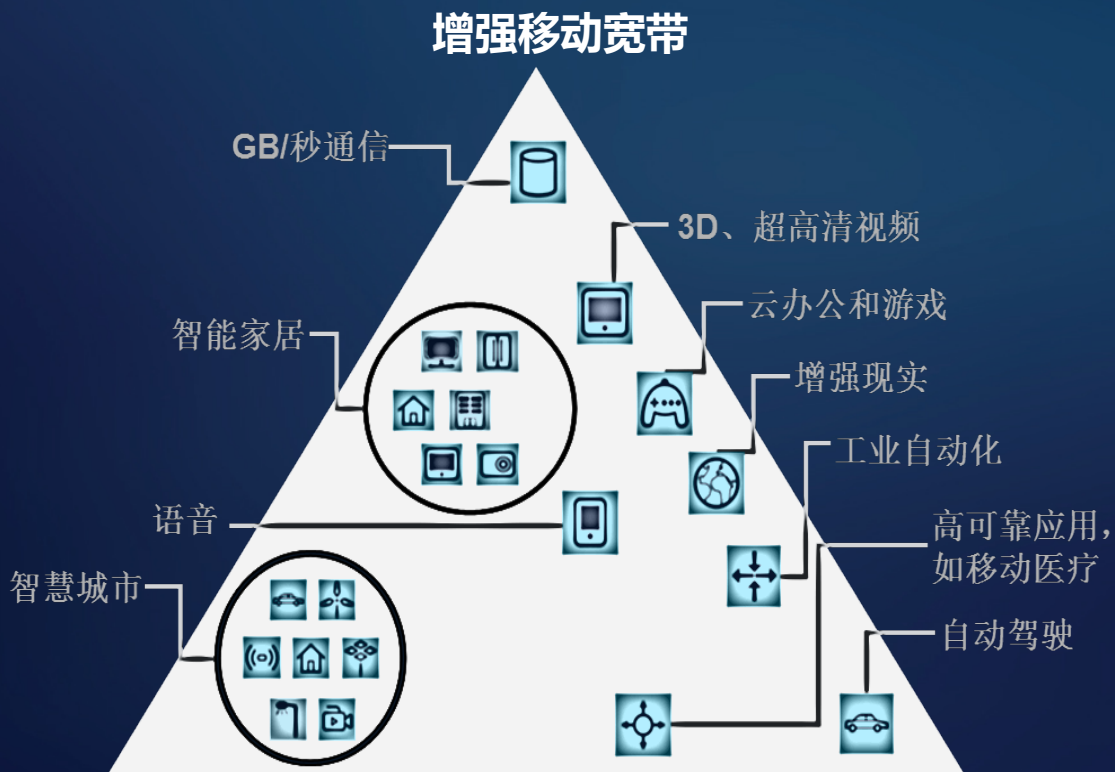 增强移动宽带
GB/秒通信
3D、超高清视频
云办公和游戏
智能家居
增强现实
工业自动化
语音
高可靠应用，
如移动医疗
智慧城市
自动驾驶